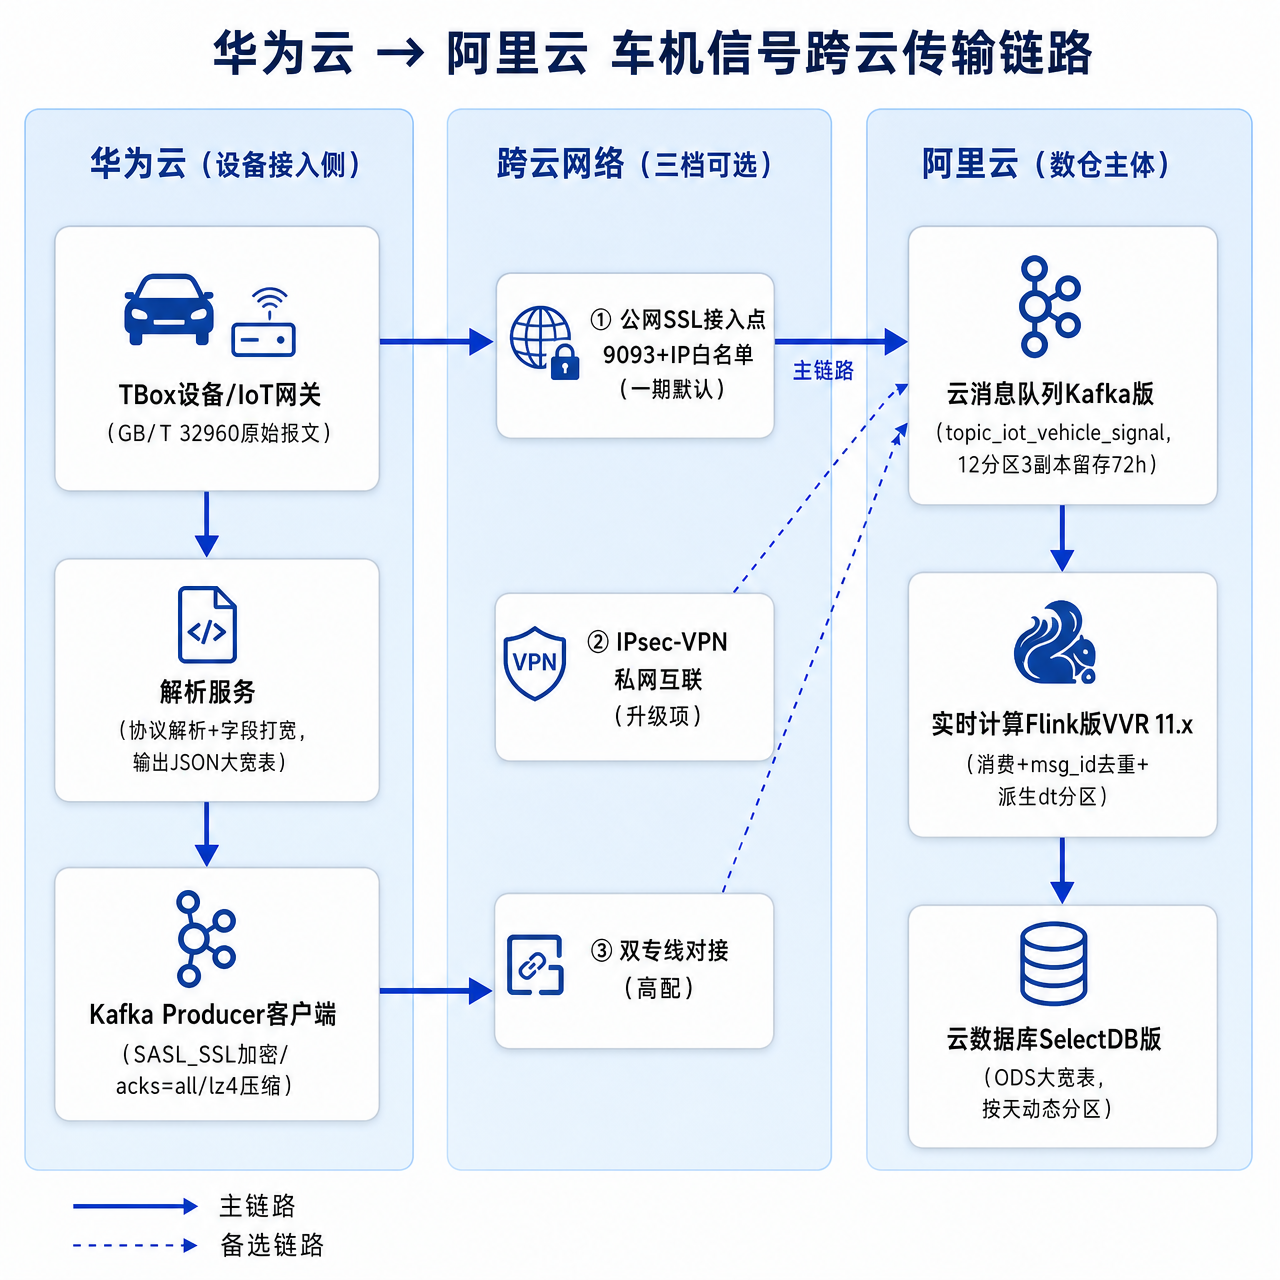 华为云 → 阿里云 车机信号跨云传输链路
华为云（设备接入侧）
TBox设备/IoT网关
（GB/T 32960原始报文）
解析服务
（协议解析+字段打宽，
输出JSON大宽表）
Kafka Producer客户端
（SASL_SSL加密/
acks=all/lz4压缩）
跨云网络（三档可选）
① 公网SSL接入点
9093+IP白名单
（一期默认）
主链路
VPN
② IPsec-VPN
私网互联
（升级项）
③ 双专线对接
（高配）
阿里云（数仓主体）
云消息队列Kafka版
（topic_iot_vehicle_signal，
12分区3副本留存72h）
实时计算Flink版VVR 11.x
（消费+msg_id去重+
派生dt分区）
云数据库SelectDB版
（ODS大宽表，
按天动态分区）
主链路
备选链路